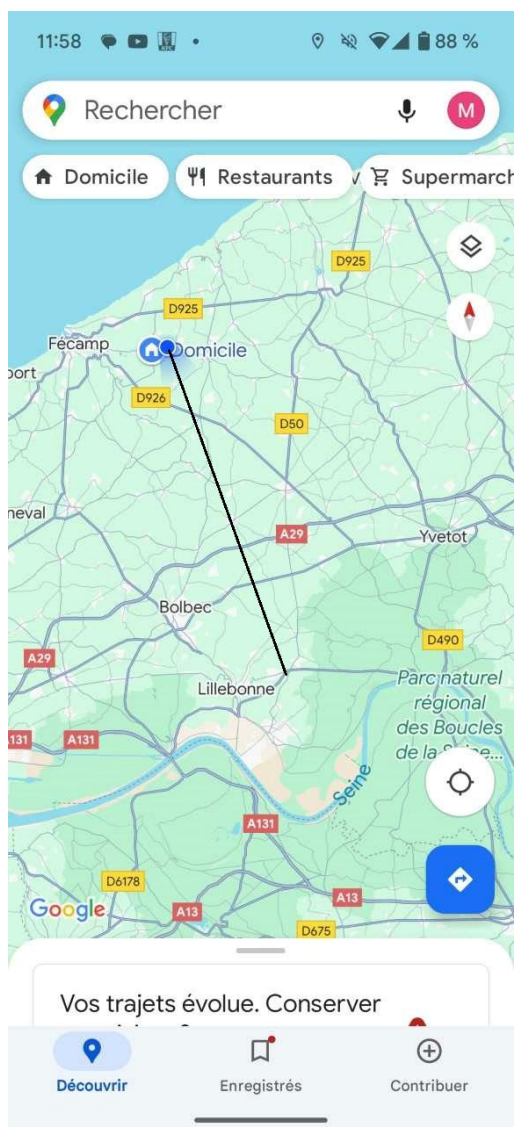 11:58 88 %
Rechercher M
Domicile Restaurants Supermarch
D925
D925
Fécamp Domicile
port
D926
D50
neval
A29 Yvetot
Bolbec
D490
A29
Parc naturel
régional
des Boucles
de la Seine...
Lillebonne
131 A131
Seine
A131
D6178
Google A13 A13
D675
Vos trajets évolue. Conserver
Découvrir Enregistrés Contribuer